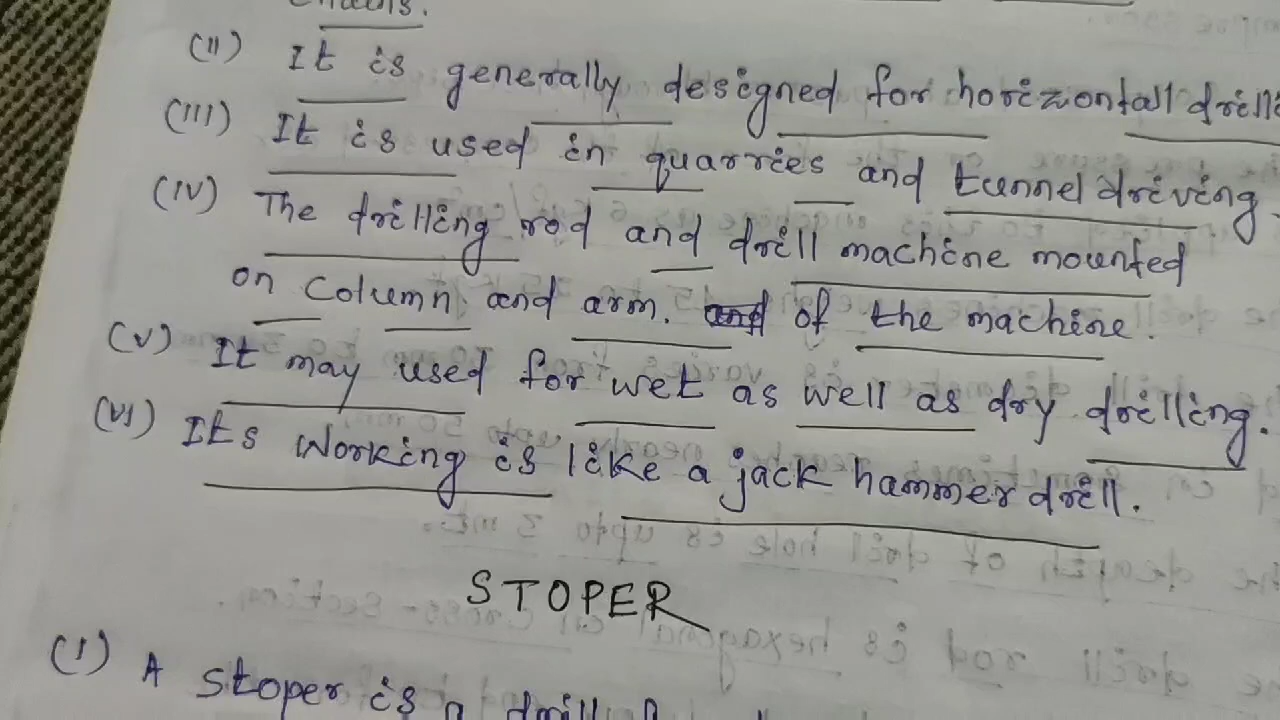 (II) It is generally designed for horizontall
(III) It is used in quarries and tunnel driving
(IV) The drilling rod and drill machine mounted
on column and arm. of the machine.
(V) It may used for wet as well as dry drilling.
(VI) Its working is like a jack hammer drill.
STOPER
(I) A stoper is a drill